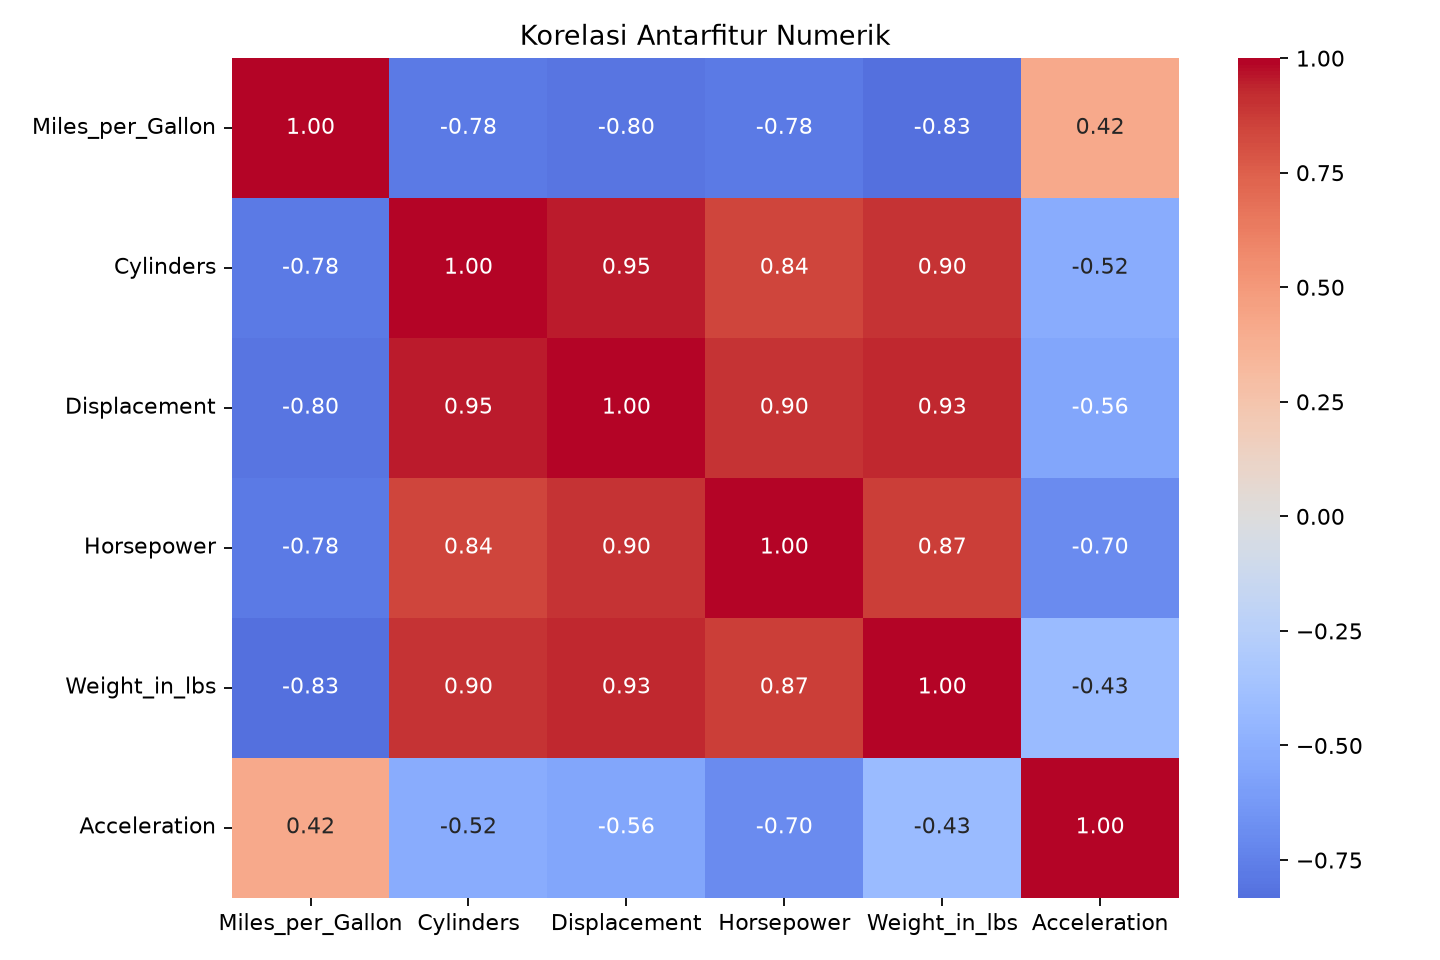 Korelasi Antarfitur Numerik
Miles_per_Gallon 1.00 -0.78 -0.80 -0.78 -0.83 0.42
Cylinders -0.78 1.00 0.95 0.84 0.90 -0.52
Displacement -0.80 0.95 1.00 0.90 0.93 -0.56
Horsepower -0.78 0.84 0.90 1.00 0.87 -0.70
Weight_in_lbs -0.83 0.90 0.93 0.87 1.00 -0.43
Acceleration 0.42 -0.52 -0.56 -0.70 -0.43 1.00
Miles_per_Gallon Cylinders Displacement Horsepower Weight_in_lbs Acceleration
1.00
0.75
0.50
0.25
0.00
−0.25
−0.50
−0.75